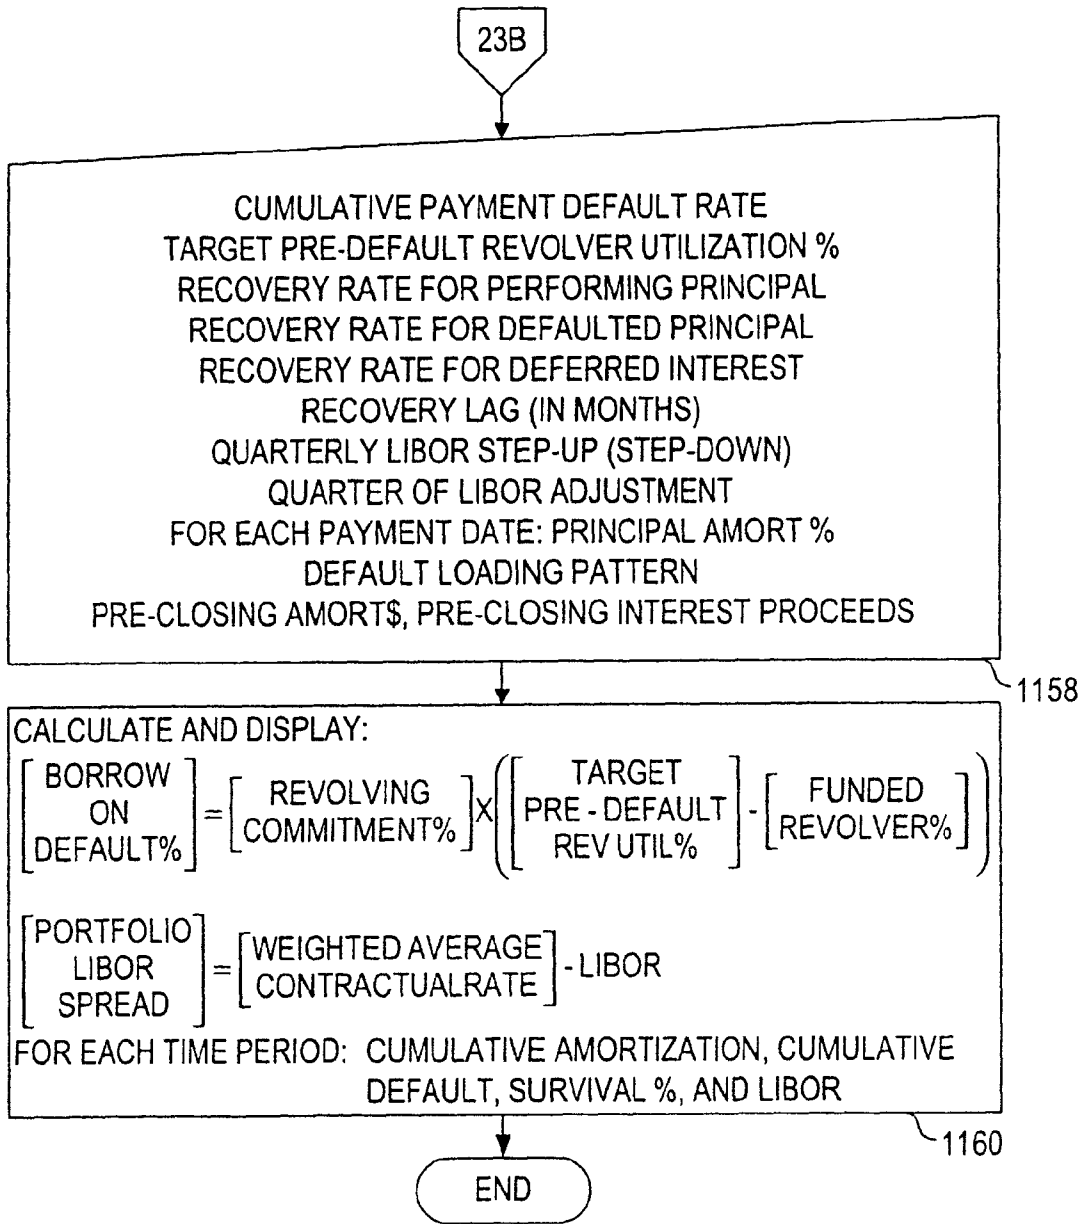 23B
CUMULATIVE PAYMENT DEFAULT RATE
TARGET PRE-DEFAULT REVOLVER UTILIZATION %
RECOVERY RATE FOR PERFORMING PRINCIPAL
RECOVERY RATE FOR DEFAULTED PRINCIPAL
RECOVERY RATE FOR DEFERRED INTEREST
RECOVERY LAG (IN MONTHS)
QUARTERLY LIBOR STEP-UP (STEP-DOWN)
QUARTER OF LIBOR ADJUSTMENT
FOR EACH PAYMENT DATE: PRINCIPAL AMORT %
DEFAULT LOADING PATTERN
PRE-CLOSING AMORT$, PRE-CLOSING INTEREST PROCEEDS
1158
CALCULATE AND DISPLAY:
[BORROW ON DEFAULT%] = [REVOLVING COMMITMENT%] X ([TARGET PRE - DEFAULT REV UTIL%] - [FUNDED REVOLVER%])
[PORTFOLIO LIBOR SPREAD] = [WEIGHTED AVERAGE CONTRACTUALRATE] - LIBOR
FOR EACH TIME PERIOD: CUMULATIVE AMORTIZATION, CUMULATIVE
DEFAULT, SURVIVAL %, AND LIBOR
1160
END